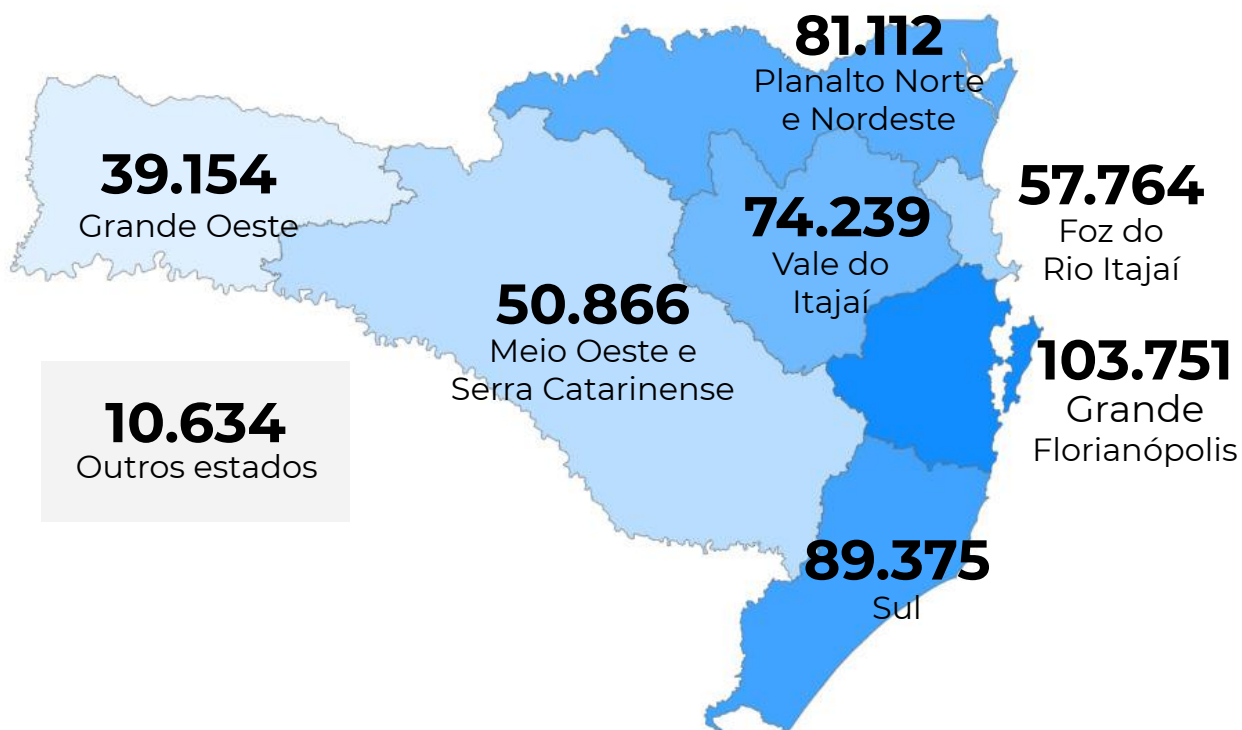 81.112
Planalto Norte
e Nordeste
39.154
Grande Oeste
57.764
Foz do
Rio Itajaí
74.239
Vale do
Itajaí
50.866
Meio Oeste e
Serra Catarinense
103.751
Grande
Florianópolis
10.634
Outros estados
89.375
Sul